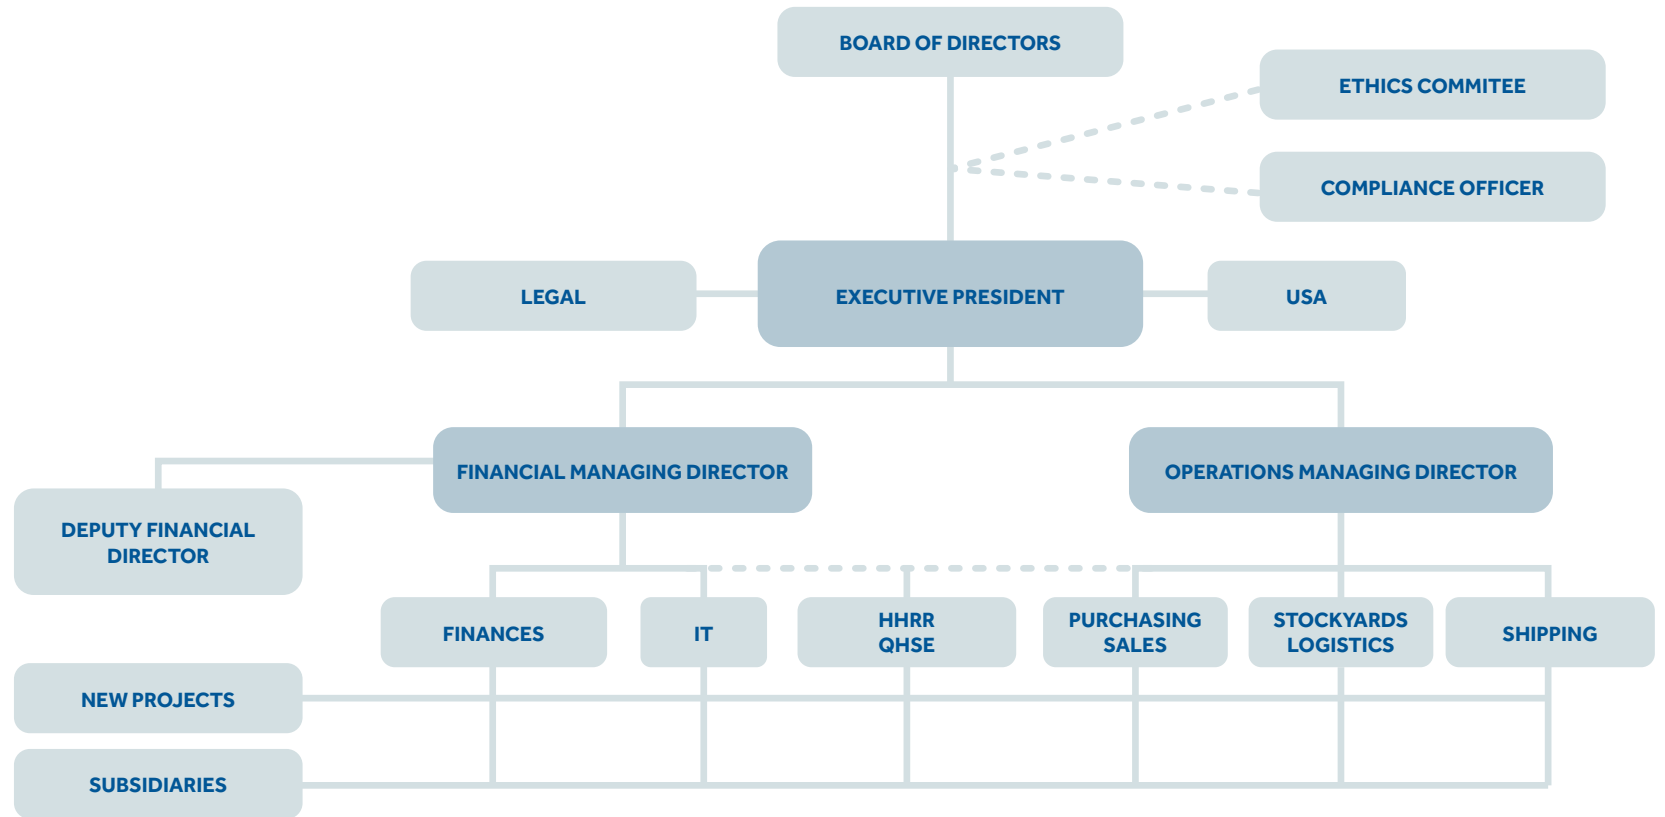 BOARD OF DIRECTORS
ETHICS COMMITEE
COMPLIANCE OFFICER
LEGAL
EXECUTIVE PRESIDENT
USA
FINANCIAL MANAGING DIRECTOR
OPERATIONS MANAGING DIRECTOR
DEPUTY FINANCIAL
DIRECTOR
FINANCES
IT
HHRR
QHSE
PURCHASING
SALES
STOCKYARDS
LOGISTICS
SHIPPING
NEW PROJECTS
SUBSIDIARIES